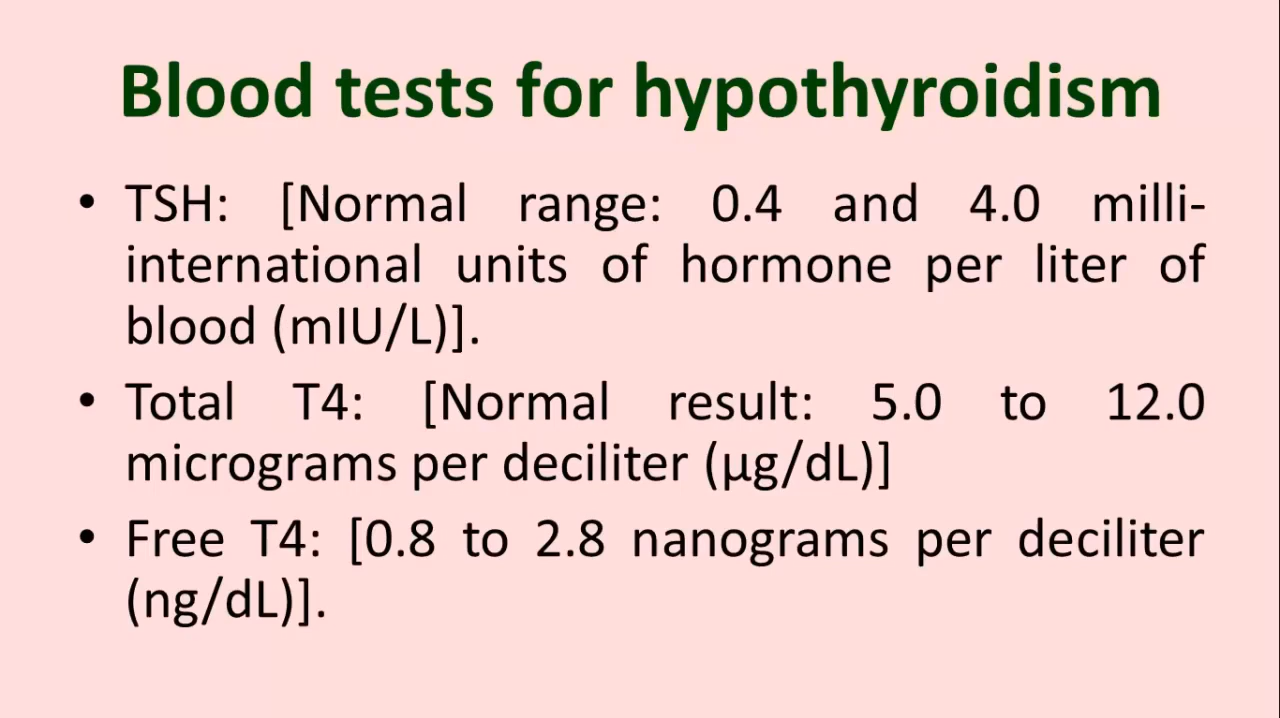 Blood tests for hypothyroidism
• TSH: [Normal range: 0.4 and 4.0 milli-
international units of hormone per liter of
blood (mIU/L)].
• Total T4: [Normal result: 5.0 to 12.0
micrograms per deciliter (μg/dL)]
• Free T4: [0.8 to 2.8 nanograms per deciliter
(ng/dL)].